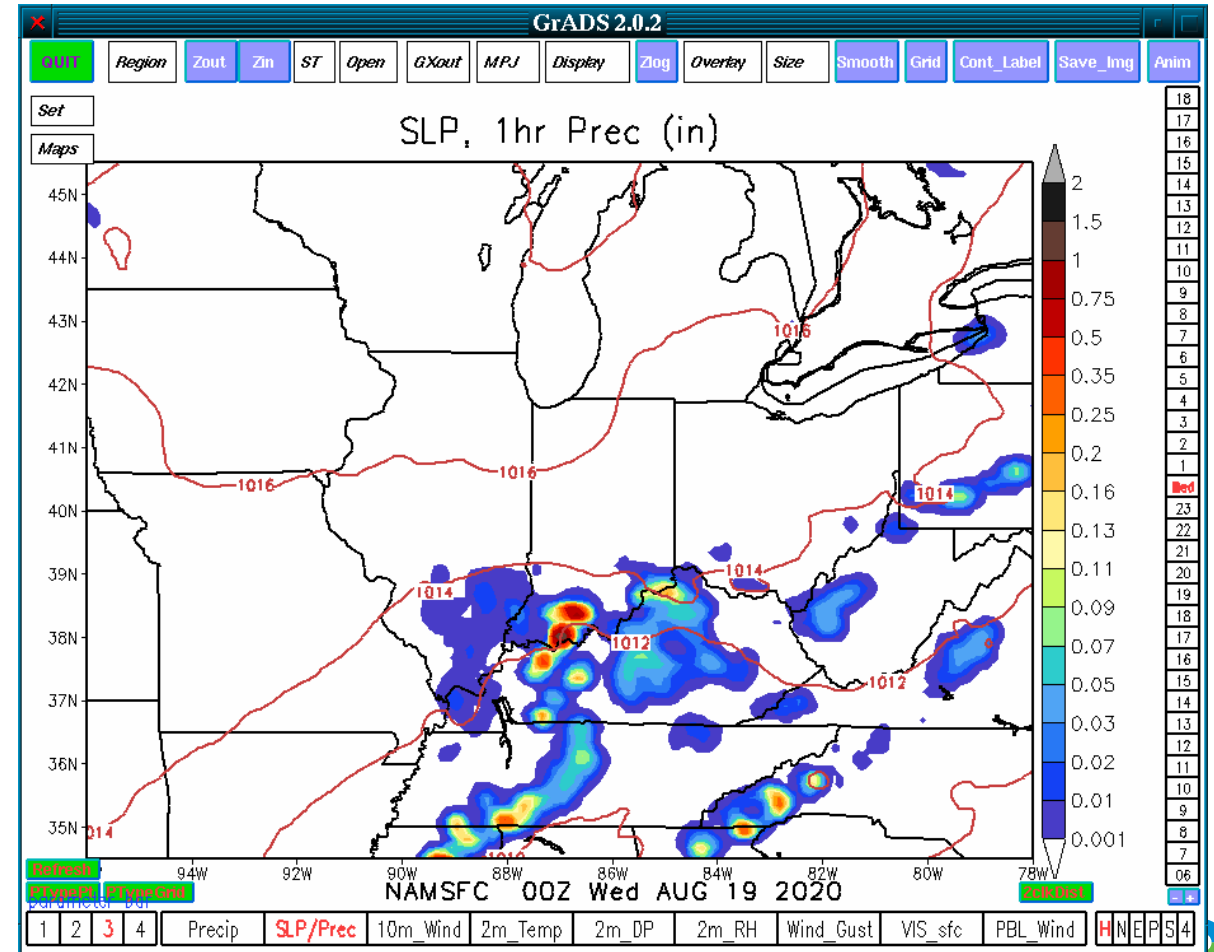 GrADS 2.0.2
QUIT Region Zout Zin ST Open GXout MPJ Display Zlog Overlay Size Smooth Grid Cont_Label Save_Img Anim
Set
Maps
SLP, 1hr Prec (in)
45N
44N
43N
42N
41N
40N
39N
38N
37N
36N
35N
1016
1016
1016
1014
1014
1014
1012
1012
014
1010
94W 92W 90W 88W 86W 84W 82W 80W 78W
2
1.5
1
0.75
0.5
0.35
0.25
0.2
0.16
0.13
0.11
0.09
0.07
0.05
0.03
0.02
0.01
0.001
18
17
16
15
14
13
12
11
10
9
8
7
6
5
4
3
2
1
Wed
23
22
21
20
19
18
17
16
15
14
13
12
11
10
9
8
7
06
- +
Refresh
PTypePl PTypeGrid
parameter bar
NAMSFC 00Z Wed AUG 19 2020
2clkDist
1 2 3 4 Precip SLP/Prec 10m_Wind 2m_Temp 2m_DP 2m_RH Wind_Gust VIS_sfc PBL_Wind H N E P S 4